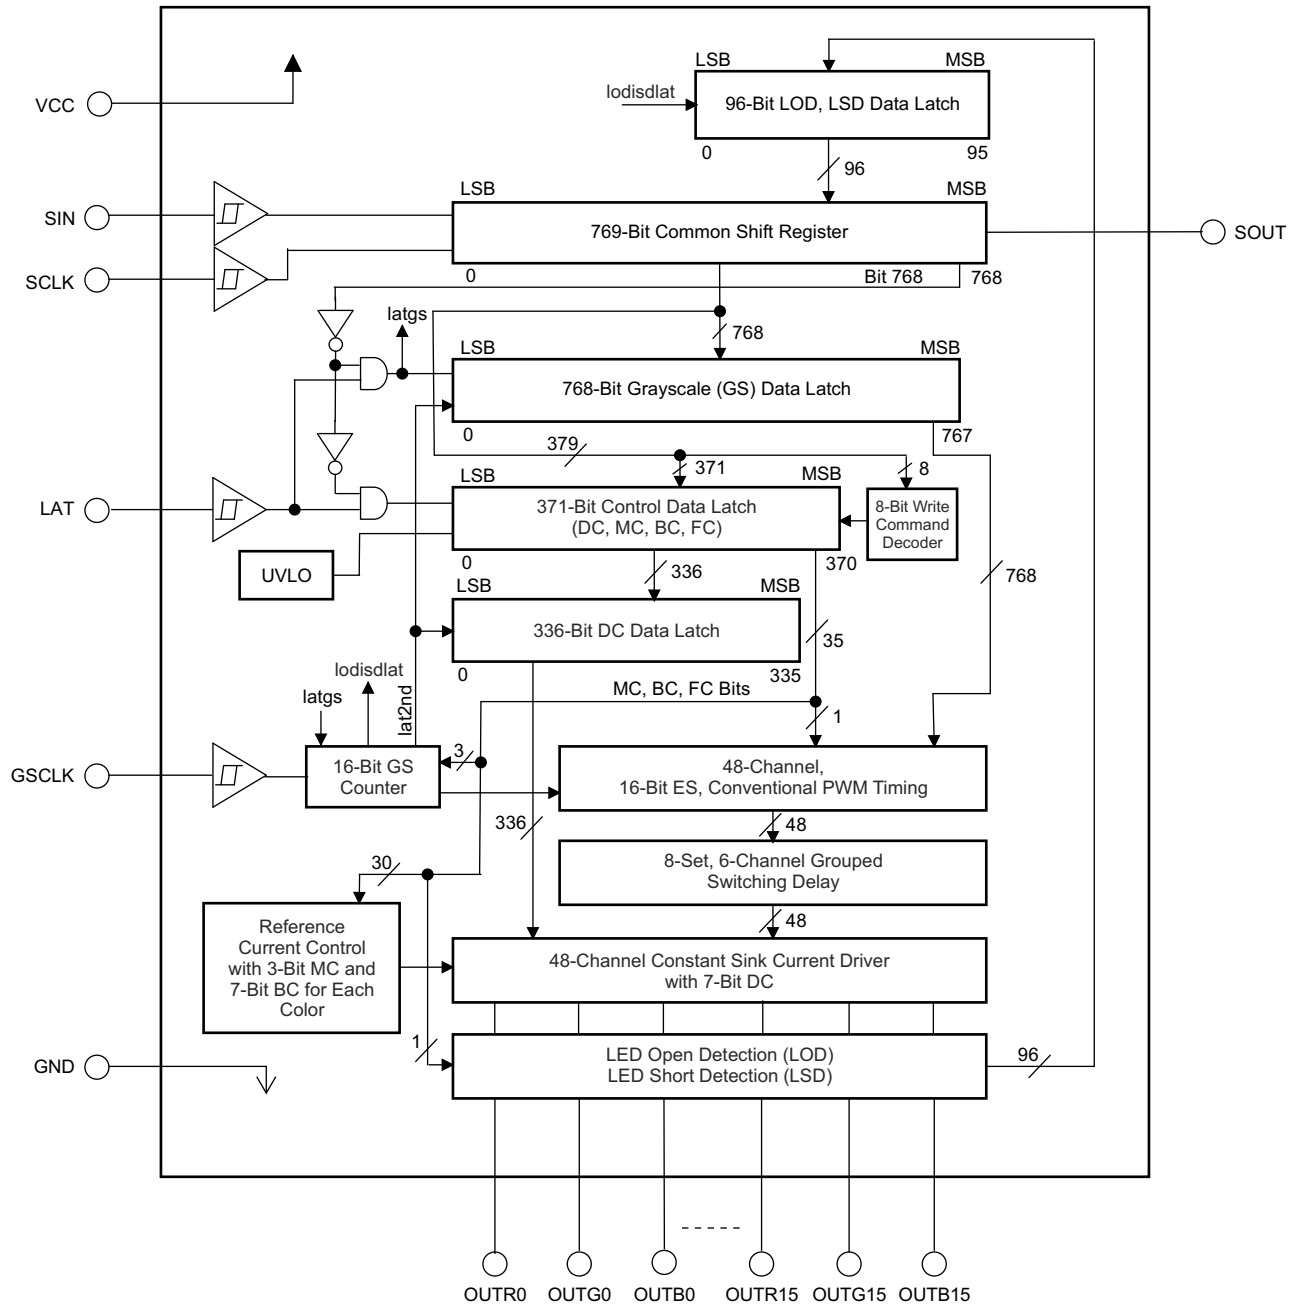 LSB
MSB
VCC
lodisdlat
96-Bit LOD, LSD Data Latch
0
95
96
LSB
MSB
SIN
769-Bit Common Shift Register
SOUT
SCLK
0
Bit 768
768
latgs
768
LSB
MSB
768-Bit Grayscale (GS) Data Latch
0
767
379
371
8
LSB
MSB
LAT
371-Bit Control Data Latch
(DC, MC, BC, FC)
8-Bit Write
Command
Decoder
UVLO
0
370
336
768
LSB
MSB
336-Bit DC Data Latch
35
0
335
lodisdlat
latgs
lat2nd
MC, BC, FC Bits
1
3
GSCLK
16-Bit GS
Counter
48-Channel,
16-Bit ES, Conventional PWM Timing
336
48
8-Set, 6-Channel Grouped
Switching Delay
30
48
Reference
Current Control
with 3-Bit MC and
7-Bit BC for Each
Color
48-Channel Constant Sink Current Driver
with 7-Bit DC
1
GND
LED Open Detection (LOD)
LED Short Detection (LSD)
96
OUTR0
OUTG0
OUTB0
OUTR15
OUTG15
OUTB15